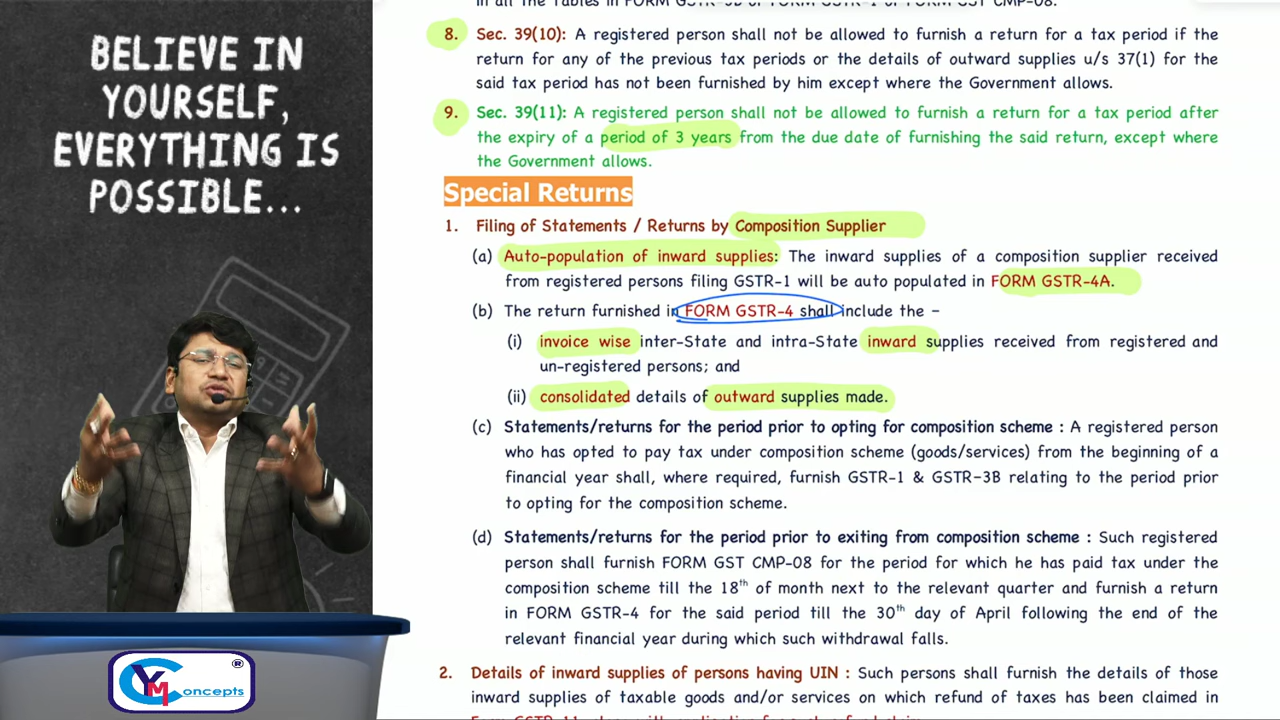 BELIEVE IN
YOURSELF,
EVERYTHING IS
POSSIBLE...
YM Concepts ®
8. Sec. 39(10): A registered person shall not be allowed to furnish a return for a tax period if the
return for any of the previous tax periods or the details of outward supplies u/s 37(1) for the
said tax period has not been furnished by him except where the Government allows.
9. Sec. 39(11): A registered person shall not be allowed to furnish a return for a tax period after
the expiry of a period of 3 years from the due date of furnishing the said return, except where
the Government allows.
Special Returns
1. Filing of Statements / Returns by Composition Supplier
(a) Auto-population of inward supplies: The inward supplies of a composition supplier received
from registered persons filing GSTR-1 will be auto populated in FORM GSTR-4A.
(b) The return furnished in FORM GSTR-4 shall include the –
(i) invoice wise inter-State and intra-State inward supplies received from registered and
un-registered persons; and
(ii) consolidated details of outward supplies made.
(c) Statements/returns for the period prior to opting for composition scheme : A registered person
who has opted to pay tax under composition scheme (goods/services) from the beginning of a
financial year shall, where required, furnish GSTR-1 & GSTR-3B relating to the period prior
to opting for the composition scheme.
(d) Statements/returns for the period prior to exiting from composition scheme : Such registered
person shall furnish FORM GST CMP-08 for the period for which he has paid tax under the
composition scheme till the 18th of month next to the relevant quarter and furnish a return
in FORM GSTR-4 for the said period till the 30th day of April following the end of the
relevant financial year during which such withdrawal falls.
2. Details of inward supplies of persons having UIN : Such persons shall furnish the details of those
inward supplies of taxable goods and/or services on which refund of taxes has been claimed in